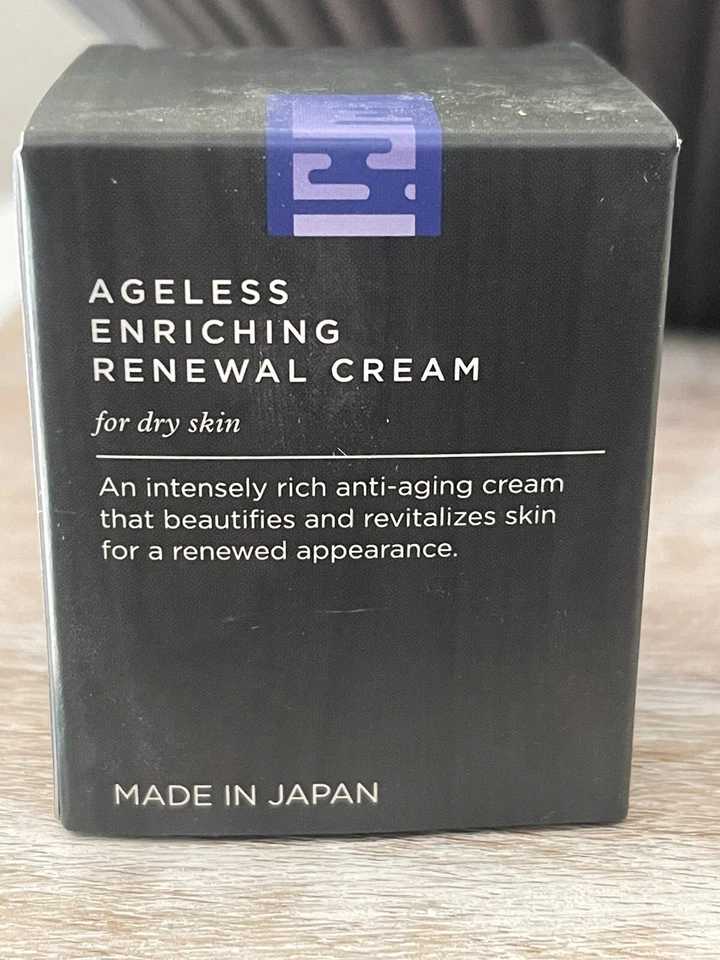 AGELESS
ENRICHING
RENEWAL CREAM
for dry skin
An intensely rich anti-aging cream
that beautifies and revitalizes skin
for a renewed appearance.
MADE IN JAPAN